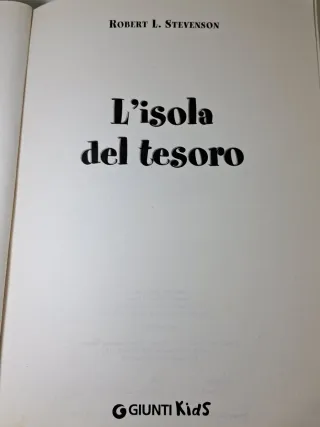 Robert L. Stevenson
L'isola
del tesoro
GIUNTI Kids